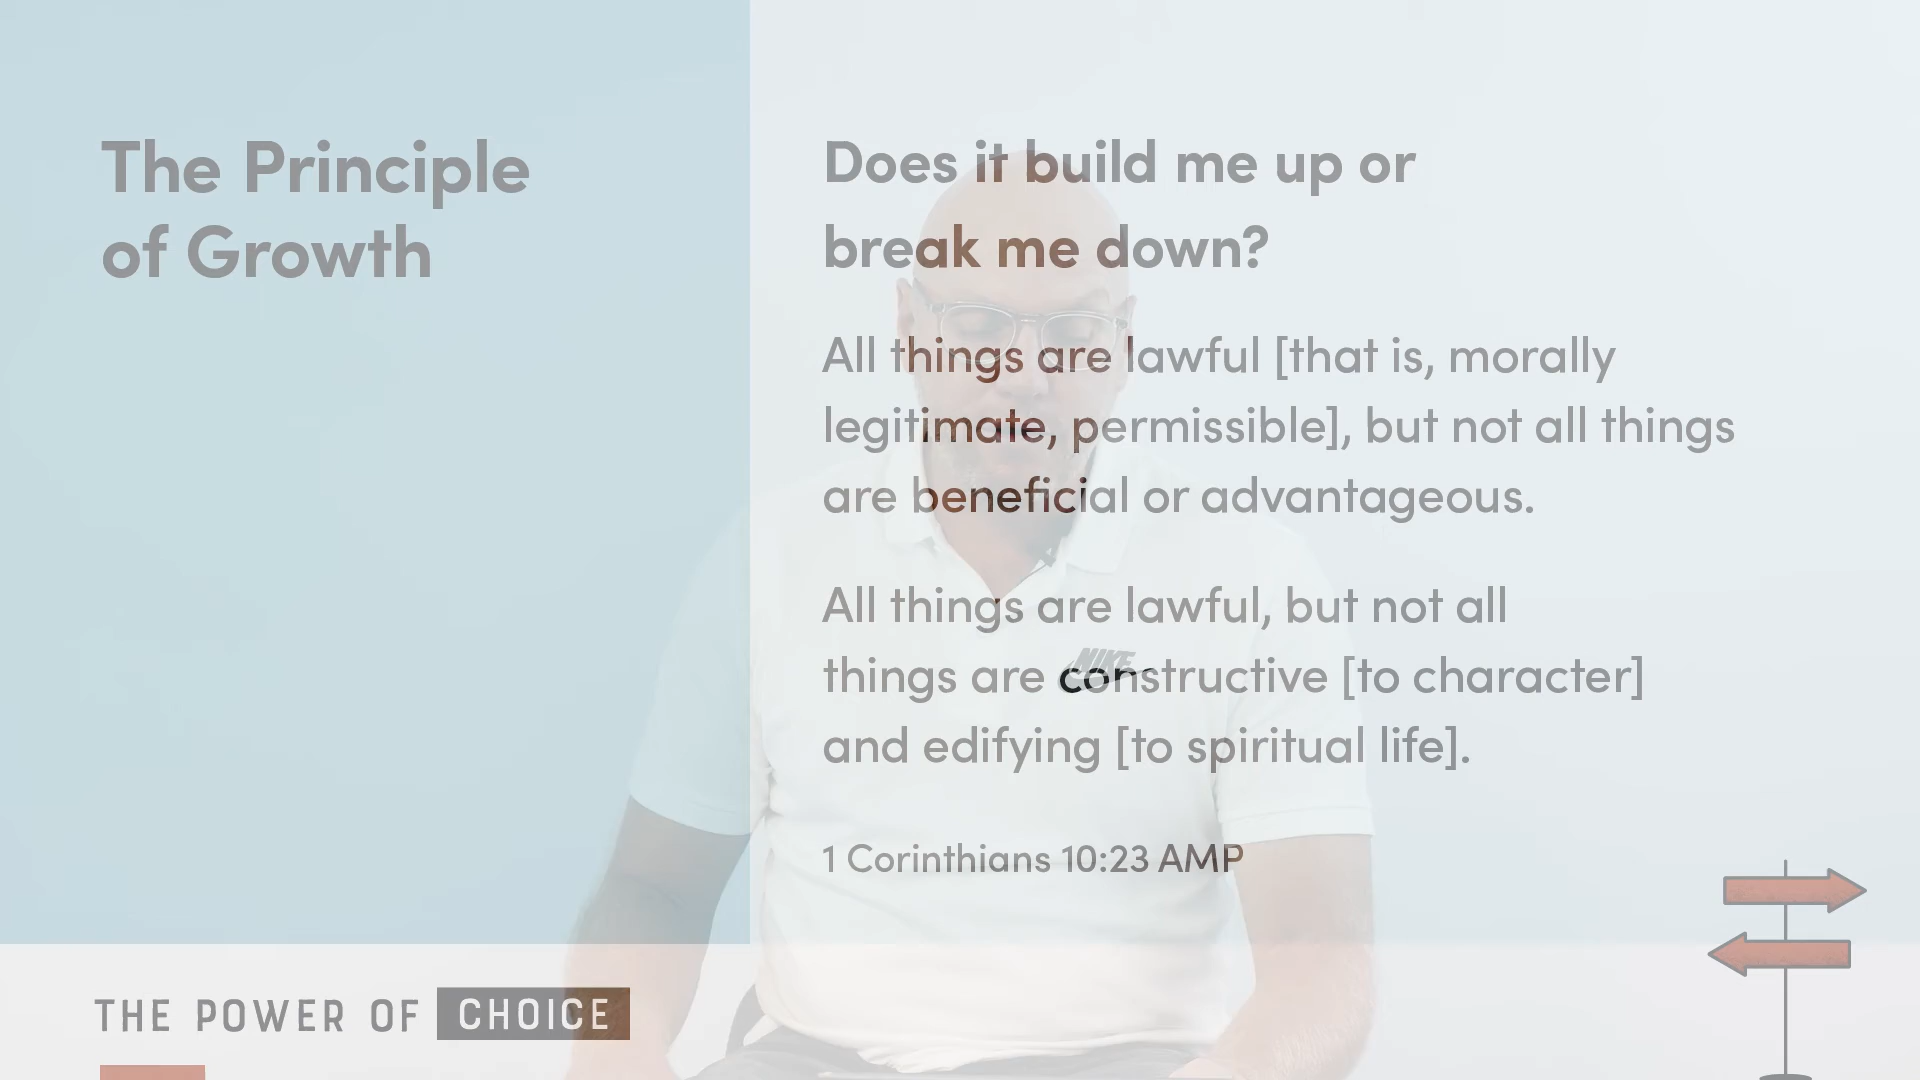 The Principle
of Growth
Does it build me up or
break me down?
All things are lawful [that is, morally
legitimate, permissible], but not all things
are beneficial or advantageous.
All things are lawful, but not all
things are constructive [to character]
and edifying [to spiritual life].
1 Corinthians 10:23 AMP
NIKE
THE POWER OF CHOICE